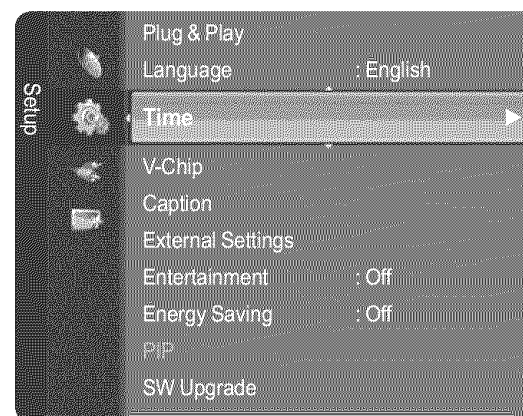 Setup
Plug & Play
Language : English
Time
V-Chip
Caption
External Settings
Entertainment : Off
Energy Saving : Off
PIP
SW Upgrade